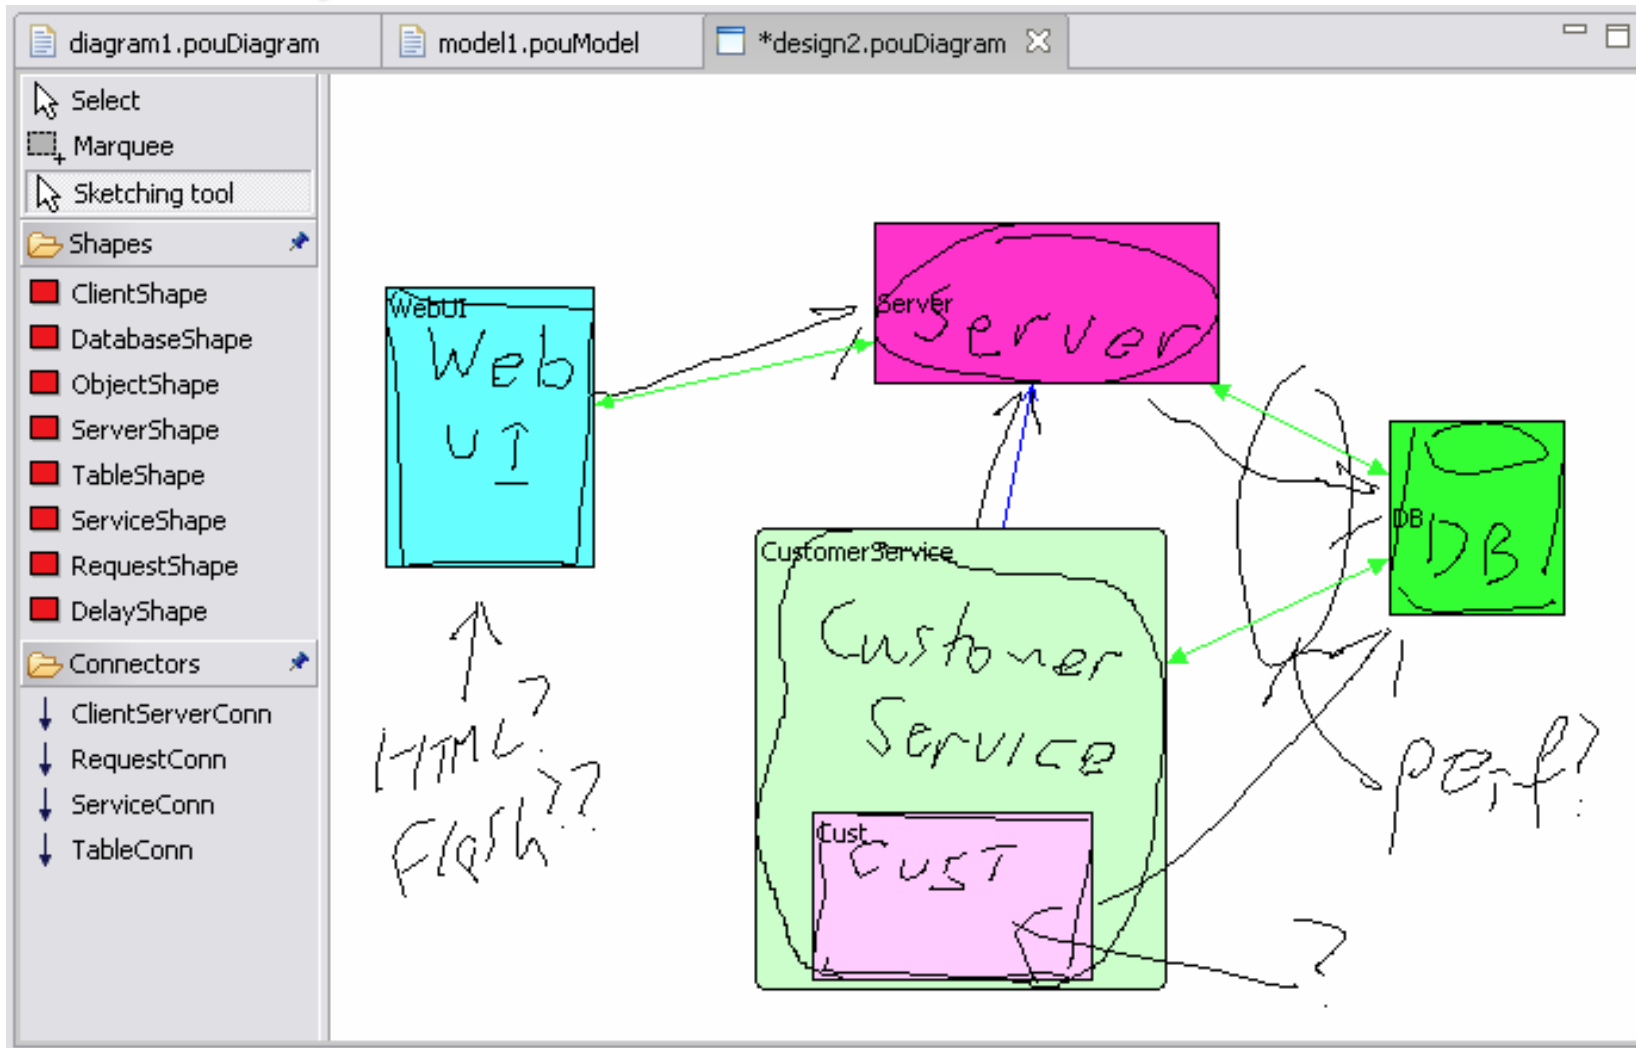 diagram1.pouDiagram
model1.pouModel
*design2.pouDiagram
Select
Marquee
Sketching tool
Shapes
ClientShape
DatabaseShape
ObjectShape
ServerShape
TableShape
ServiceShape
RequestShape
DelayShape
Connectors
ClientServerConn
RequestConn
ServiceConn
TableConn
WebUI
Web
UI
HTML?
Flash??
Server
Server
CustomerService
Customer
Service
Cust
CUST
?
DB
DB
perf?